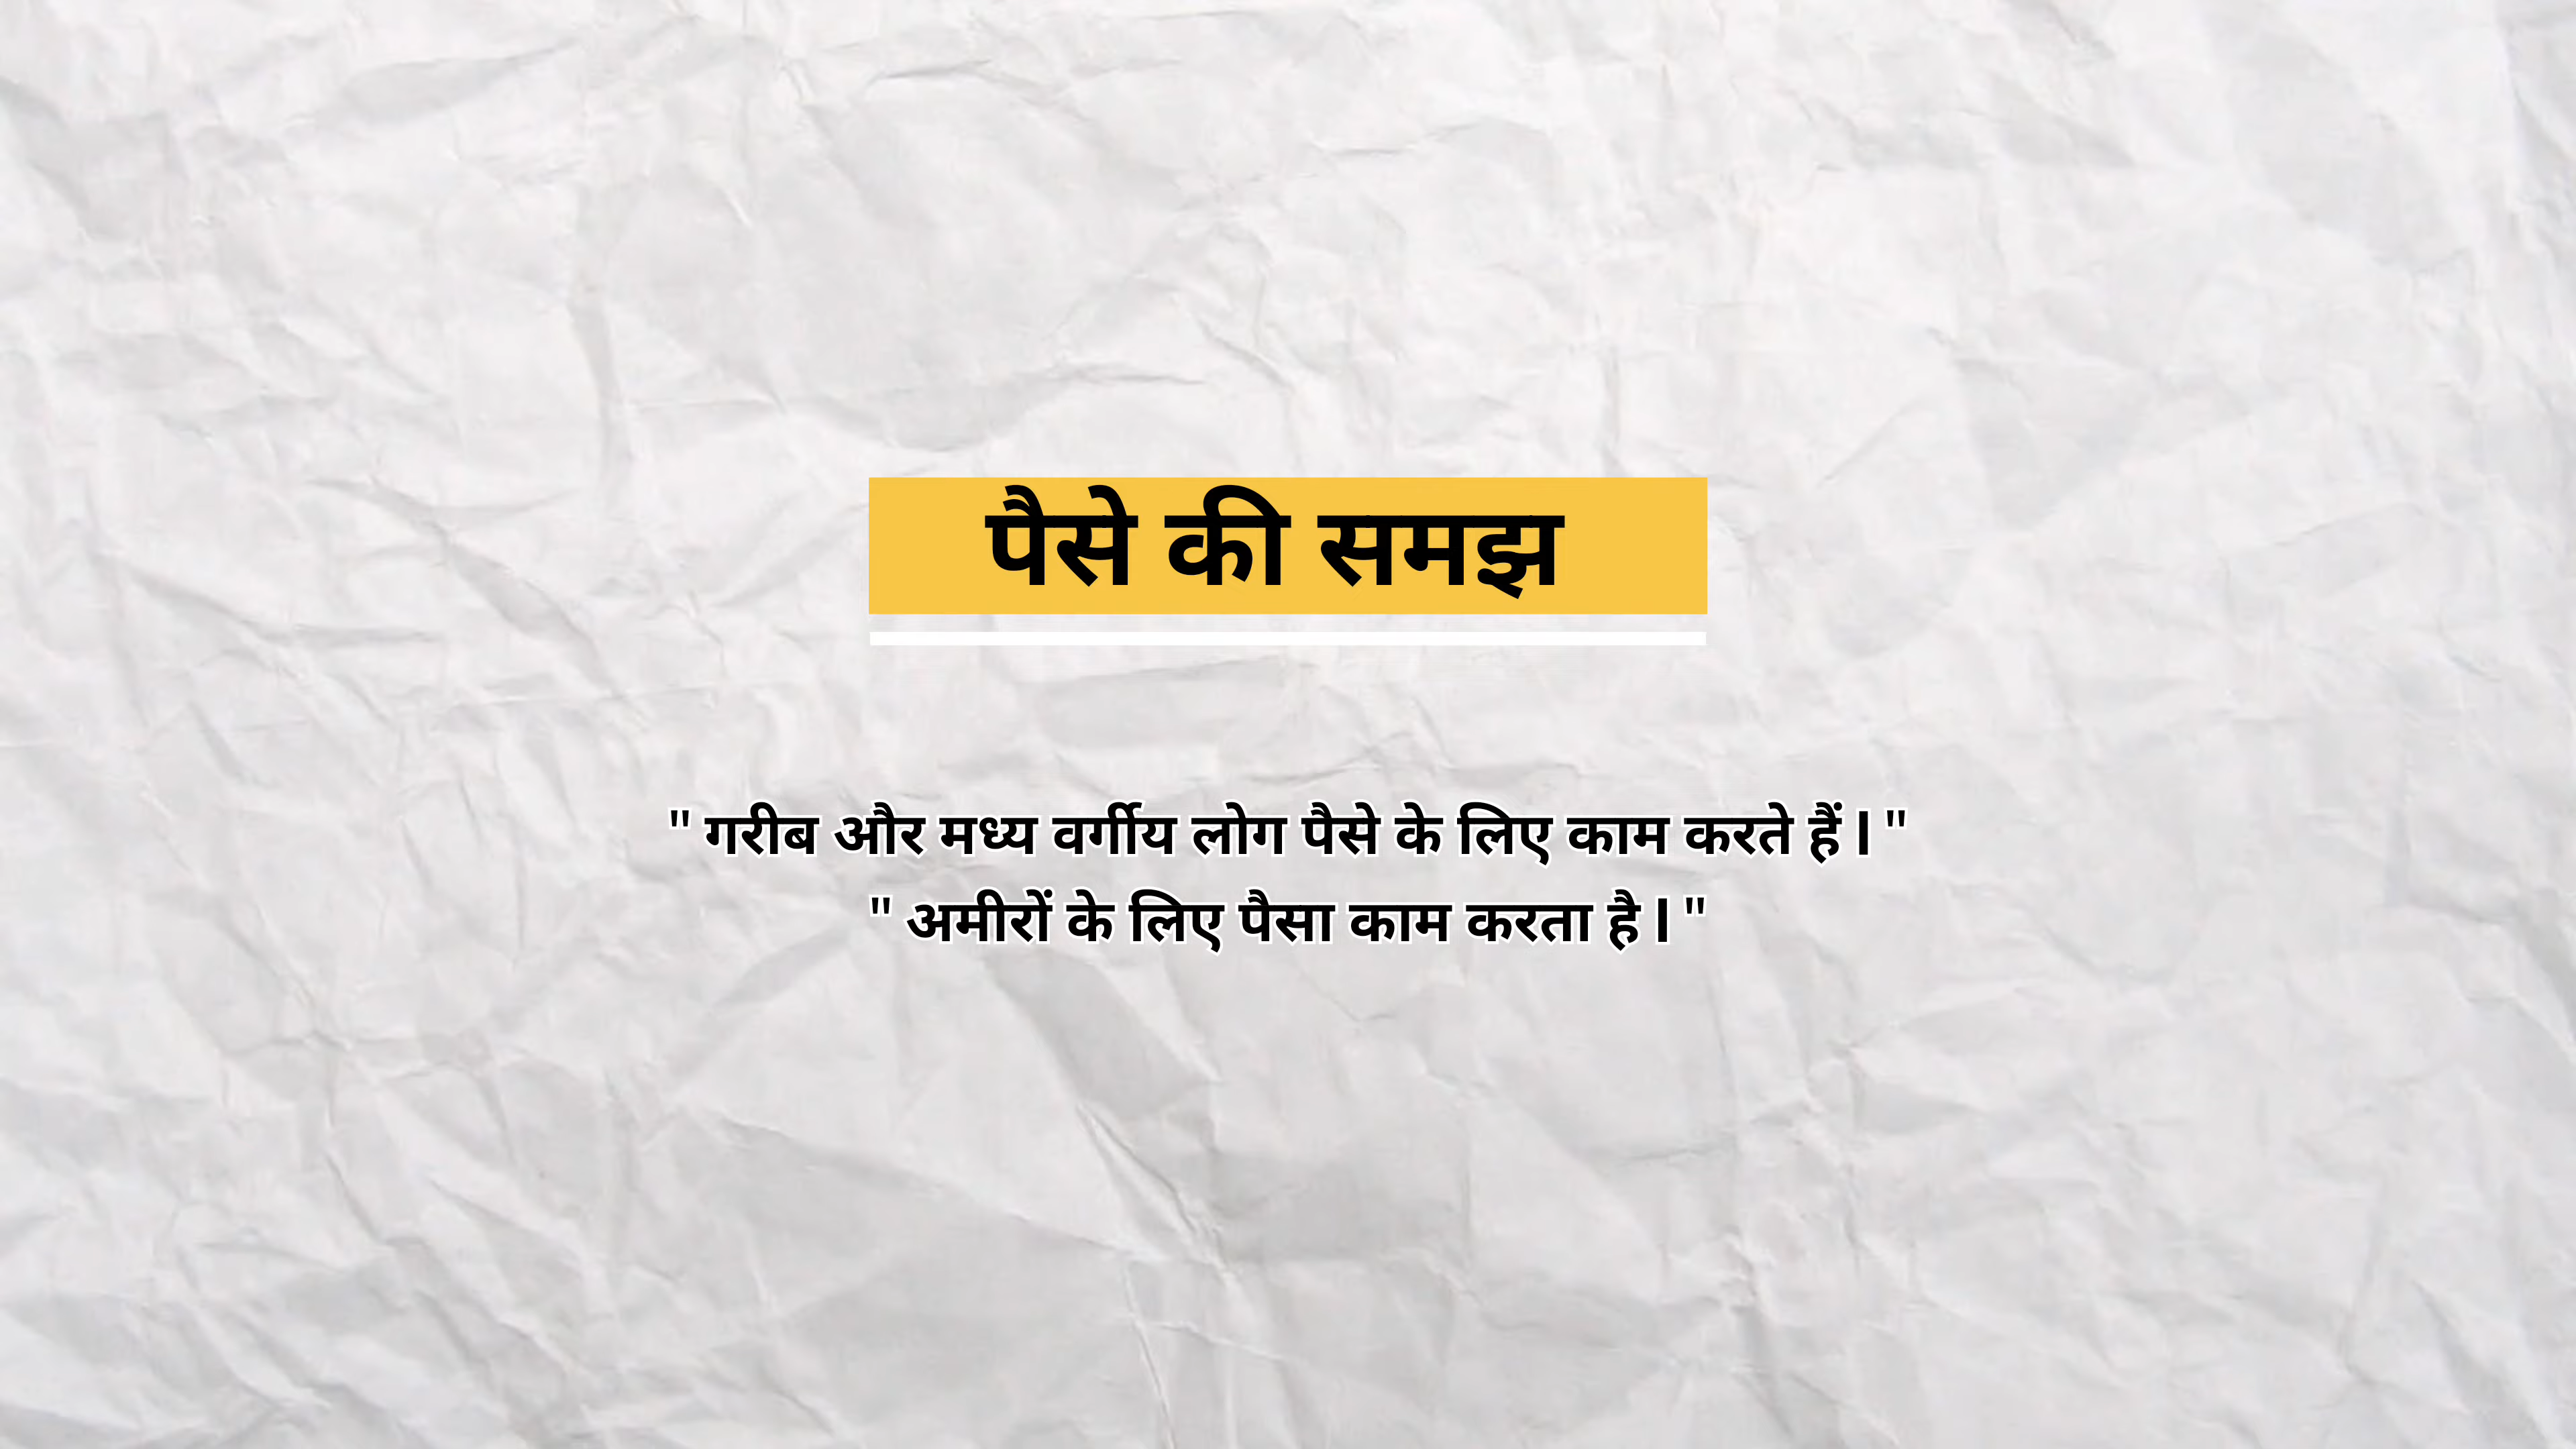 पैसे की समझ
" गरीब और मध्य वर्गीय लोग पैसे के लिए काम करते हैं l "
" अमीरों के लिए पैसा काम करता है l "